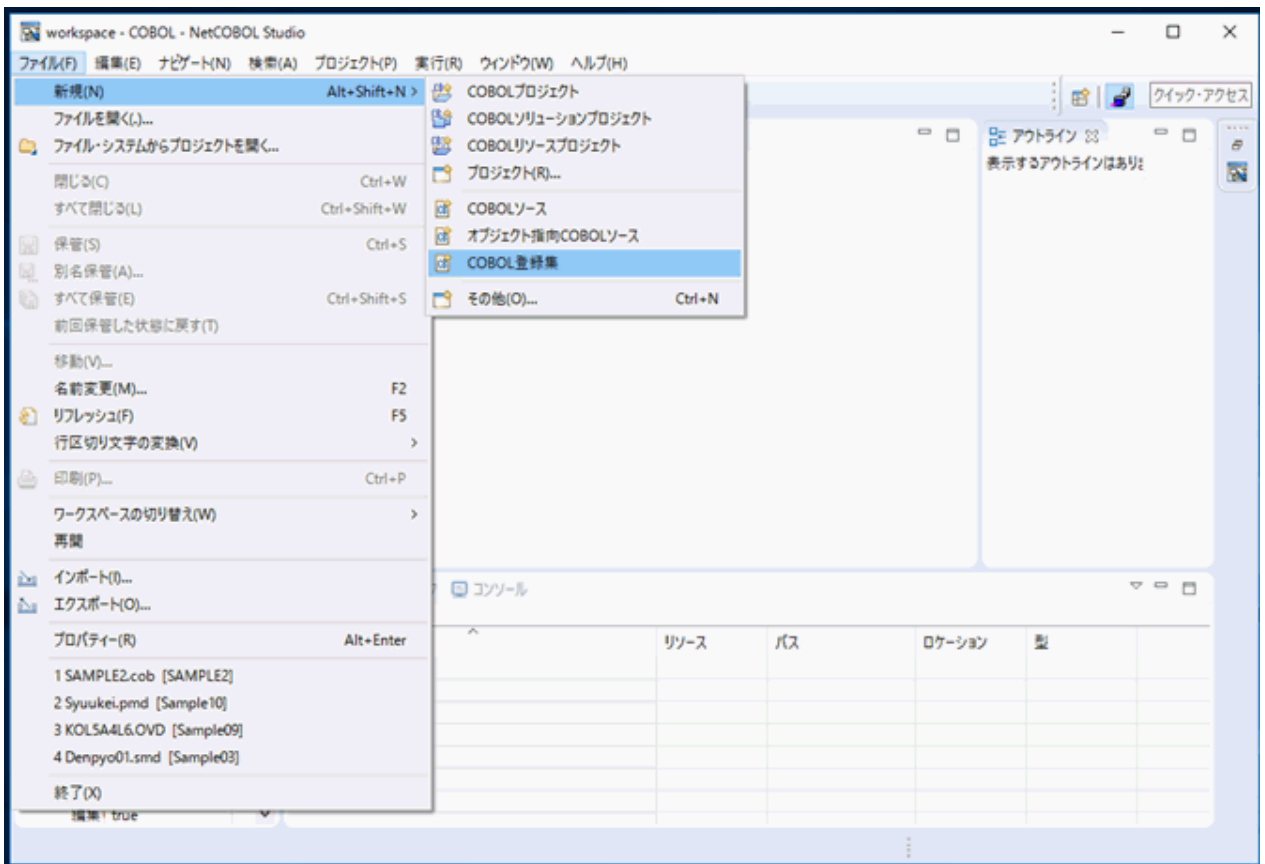 workspace - COBOL - NetCOBOL Studio
ファイル(F) 編集(E) ナビゲート(N) 検索(A) プロジェクト(P) 実行(R) ウィンドウ(W) ヘルプ(H)
新規(N) Alt+Shift+N >
ファイルを開く(.)...
ファイル・システムからプロジェクトを開く...
閉じる(C) Ctrl+W
すべて閉じる(L) Ctrl+Shift+W
保管(S) Ctrl+S
別名保管(A)...
すべて保管(E) Ctrl+Shift+S
前回保管した状態に戻す(T)
移動(V)...
名前変更(M)... F2
リフレッシュ(F) F5
行区切り文字の変換(V) >
印刷(P)... Ctrl+P
ワークスペースの切り替え(W) >
再開
インポート(I)...
エクスポート(O)...
プロパティー(R) Alt+Enter
1 SAMPLE2.cob [SAMPLE2]
2 Syuukei.pmd [Sample10]
3 KOL5A4L6.OVD [Sample09]
4 Denpyo01.smd [Sample03]
終了(X)
編集 true
COBOLプロジェクト
COBOLソリューションプロジェクト
COBOLリソースプロジェクト
プロジェクト(R)...
COBOLソース
オブジェクト指向COBOLソース
COBOL登録集
その他(O)... Ctrl+N
クイック・アクセス
アウトライン
表示するアウトラインはあり
コンソール
リソース パス ロケーション 型